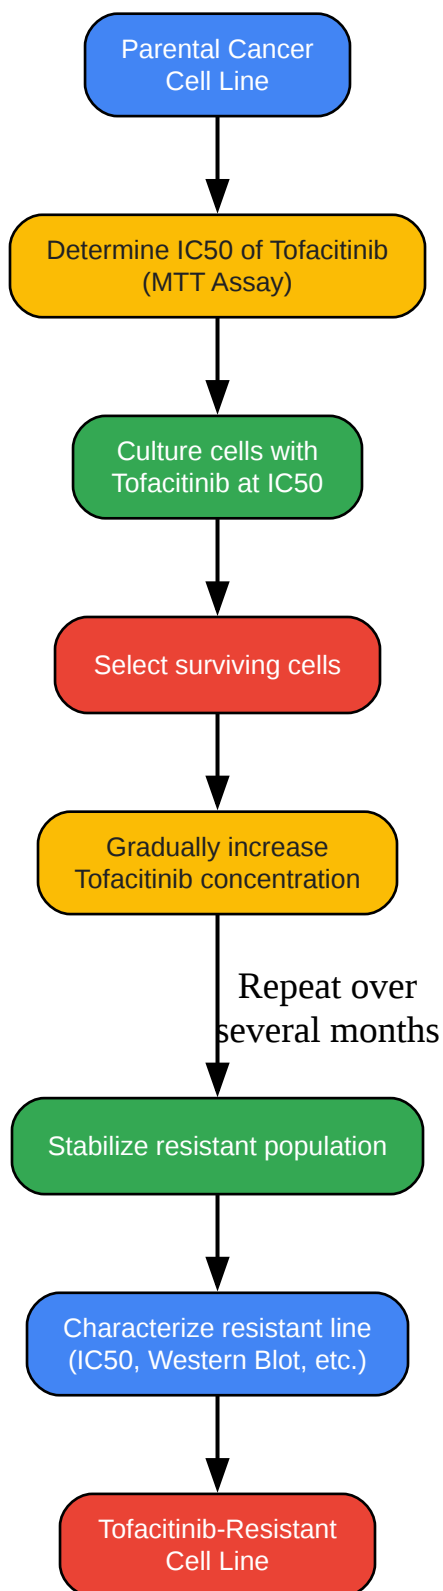 Parental Cancer
Cell Line
Determine IC50 of Tofacitinib
(MTT Assay)
Culture cells with
Tofacitinib at IC50
Select surviving cells
Gradually increase
Tofacitinib concentration
Repeat over
several months
Stabilize resistant population
Characterize resistant line
(IC50, Western Blot, etc.)
Tofacitinib-Resistant
Cell Line